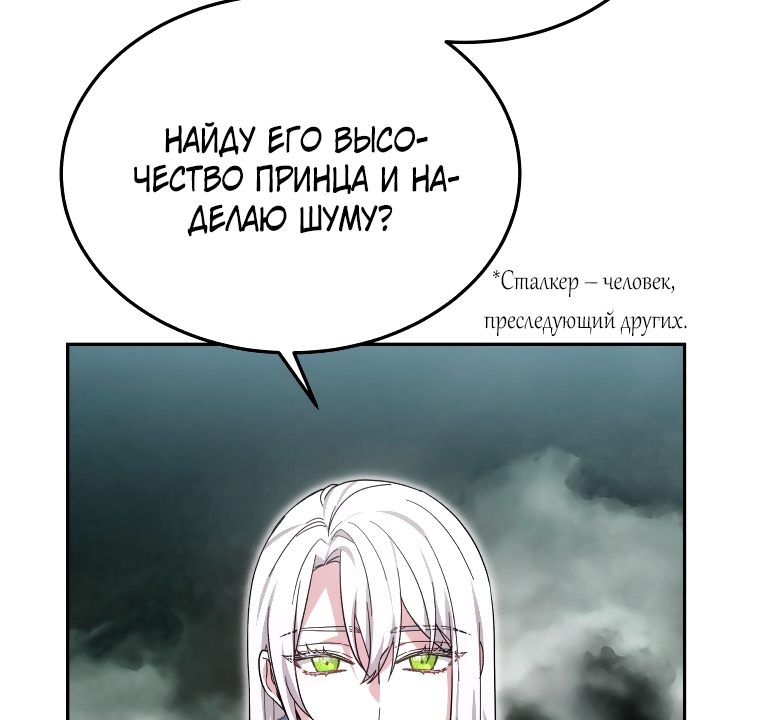 НАЙДУ ЕГО ВЫСО-
ЧЕСТВО ПРИНЦА И НА-
ДЕЛАЮ ШУМУ?
*Сталкер – человек,
преследующий других.